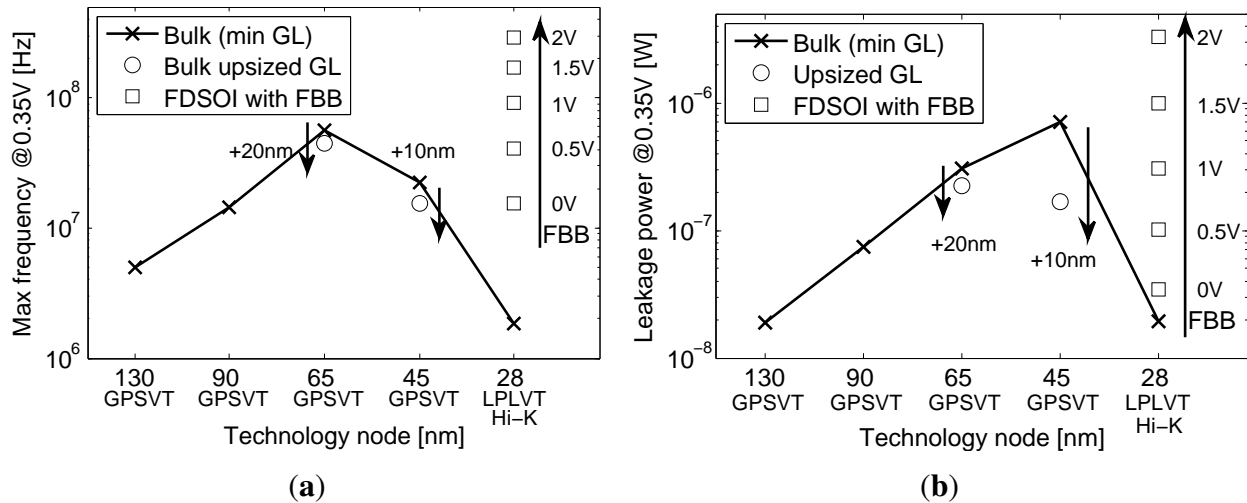 Max frequency @0.35V [Hz]
10^8
10^7
10^6
Bulk (min GL)
Bulk upsized GL
FDSOI with FBB
2V
1.5V
1V
0.5V
0V
FBB
+20nm
+10nm
130
GPSVT
90
GPSVT
65
GPSVT
45
GPSVT
28
LPLVT
Hi−K
Technology node [nm]
(a)
Leakage power @0.35V [W]
10^−6
10^−7
10^−8
Bulk (min GL)
Upsized GL
FDSOI with FBB
2V
1.5V
1V
0.5V
0V
FBB
+20nm
+10nm
130
GPSVT
90
GPSVT
65
GPSVT
45
GPSVT
28
LPLVT
Hi−K
Technology node [nm]
(b)